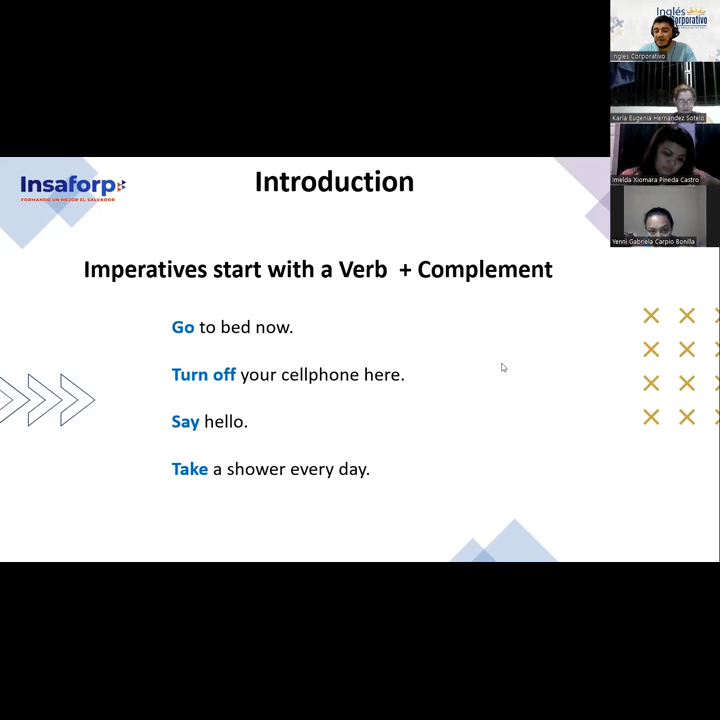 Inglés
Corporativo
Ingles Corporativo
Karla Eugenia Hernandez Sotelo
Imelda Xiomara Pineda Castro
Yenni Gabriela Carpio Bonilla
Insaforp
FORMANDO UN MEJOR EL SALVADOR
Introduction
Imperatives start with a Verb + Complement
Go to bed now.
Turn off your cellphone here.
Say hello.
Take a shower every day.